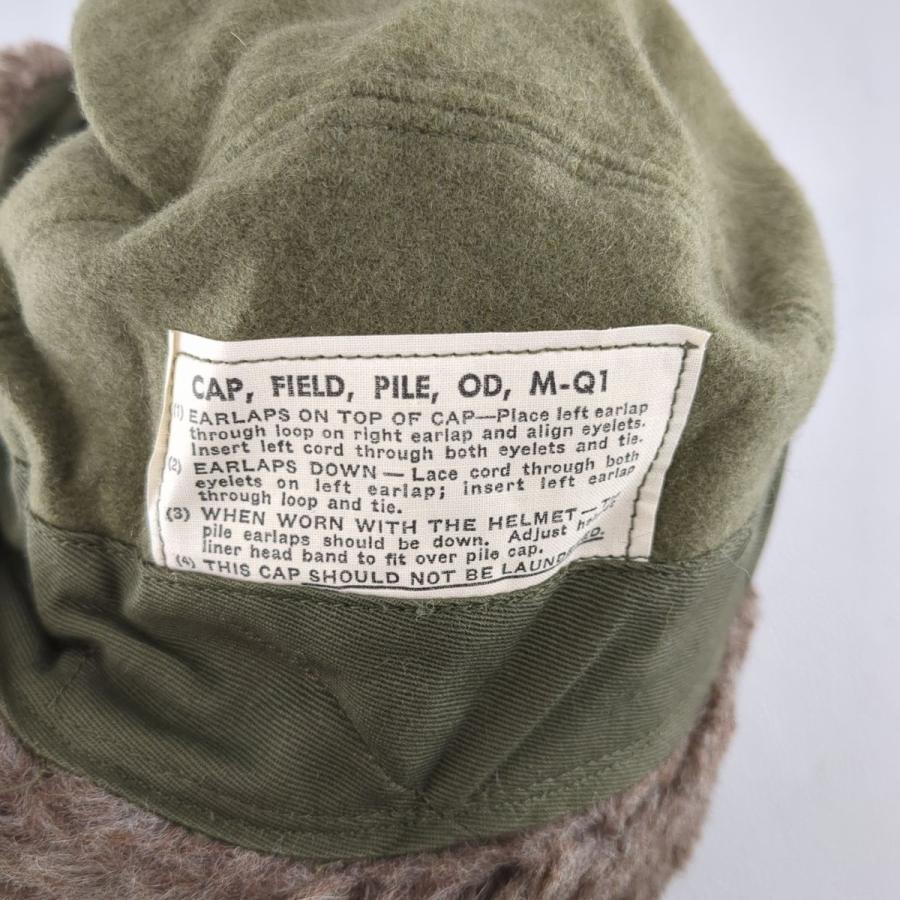 CAP, FIELD, PILE, OD, M-Q1
(1) EARLAPS ON TOP OF CAP—Place left earlap
through loop on right earlap and align eyelets.
Insert left cord through both eyelets and tie.
(2) EARLAPS DOWN — Lace cord through both
eyelets on left earlap; insert left earlap
through loop and tie.
(3) WHEN WORN WITH THE HELMET—
pile earlaps should be down. Adjust
liner head band to fit over pile cap.
(4) THIS CAP SHOULD NOT BE